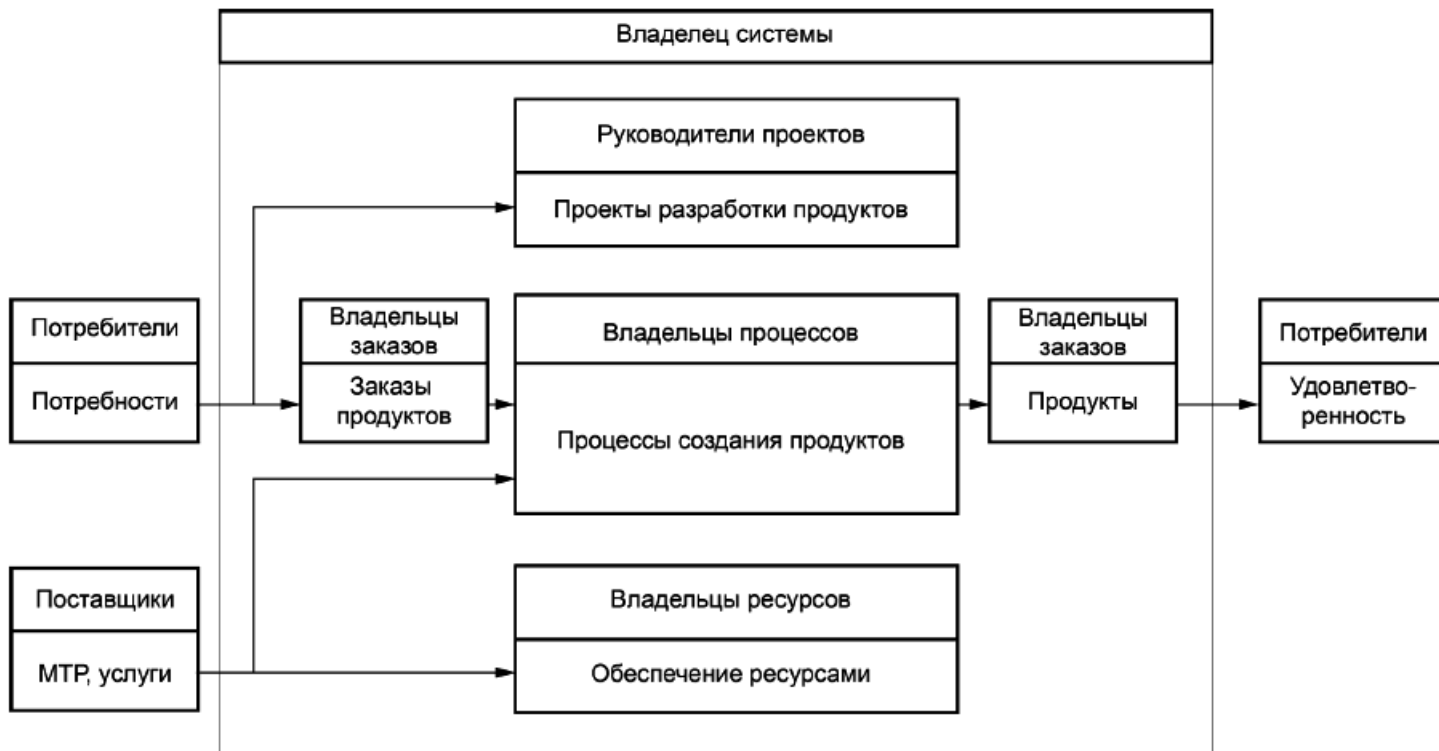 Владелец системы
Руководители проектов
Проекты разработки продуктов
Потребители
Потребности
Владельцы
заказов
Заказы
продуктов
Владельцы процессов
Процессы создания продуктов
Владельцы
заказов
Продукты
Потребители
Удовлетво-
ренность
Поставщики
МТР, услуги
Владельцы ресурсов
Обеспечение ресурсами